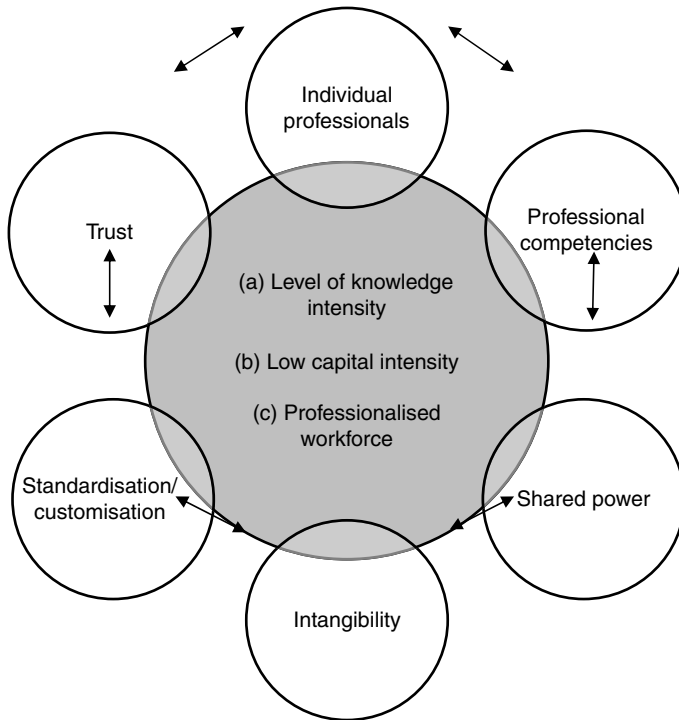 Individual
professionals
Trust
Professional
competencies
(a) Level of knowledge
intensity
(b) Low capital intensity
(c) Professionalised
workforce
Standardisation/
customisation
Shared power
Intangibility